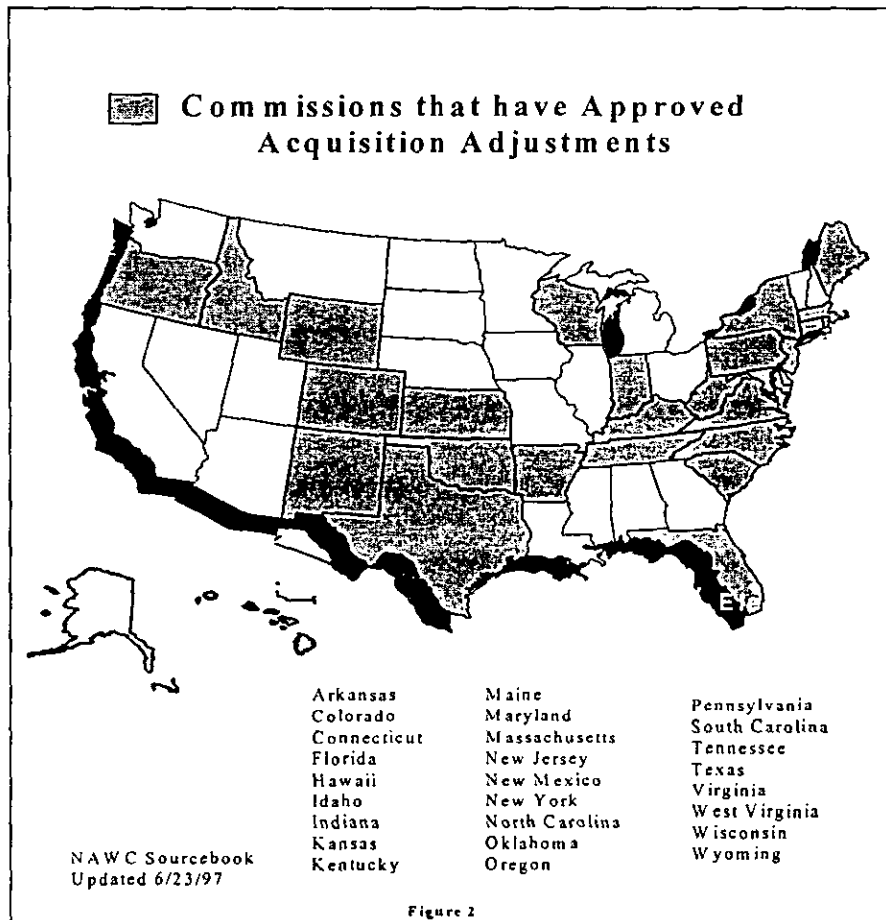 Commissions that have Approved
Acquisition Adjustments
Arkansas
Colorado
Connecticut
Florida
Hawaii
Idaho
Indiana
Kansas
Kentucky
Maine
Maryland
Massachusetts
New Jersey
New Mexico
New York
North Carolina
Oklahoma
Oregon
Pennsylvania
South Carolina
Tennessee
Texas
Virginia
West Virginia
Wisconsin
Wyoming
NAWC Sourcebook
Updated 6/23/97
Figure 2